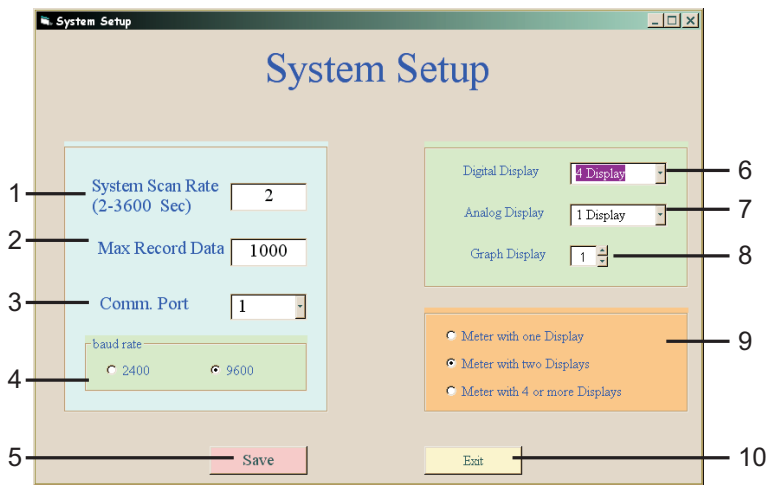 System Setup
System Setup
1
System Scan Rate
(2-3600 Sec)
2
2
Max Record Data
1000
3
Comm. Port
1
baud rate
4
2400
9600
5
Save
Digital Display
4 Display
6
Analog Display
1 Display
7
Graph Display
1
8
Meter with one Display
Meter with two Displays
9
Meter with 4 or more Displays
Exit
10